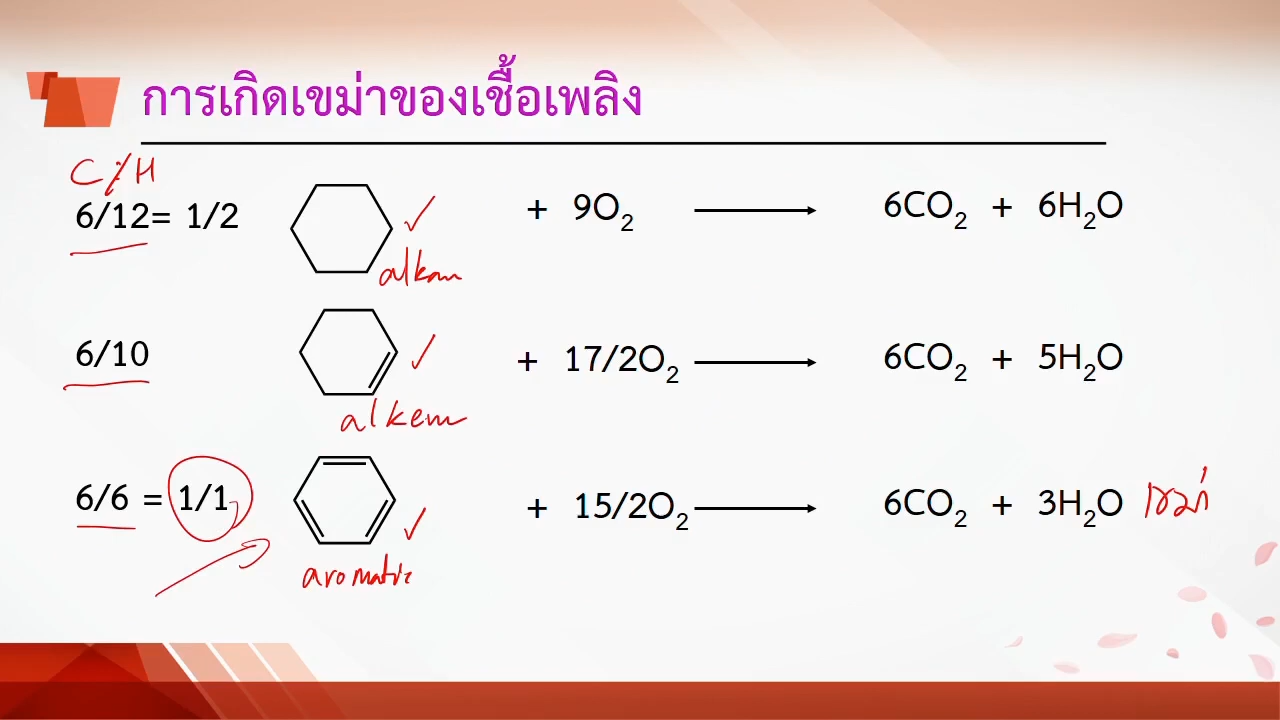 การเกิดเขม่าของเชื้อเพลิง
C/H
6/12= 1/2 + 9O₂ 6CO₂ + 6H₂O
alkan
6/10 + 17/2O₂ 6CO₂ + 5H₂O
alkem
6/6 = 1/1 + 15/2O₂ 6CO₂ + 3H₂O เขม่า
aromatic